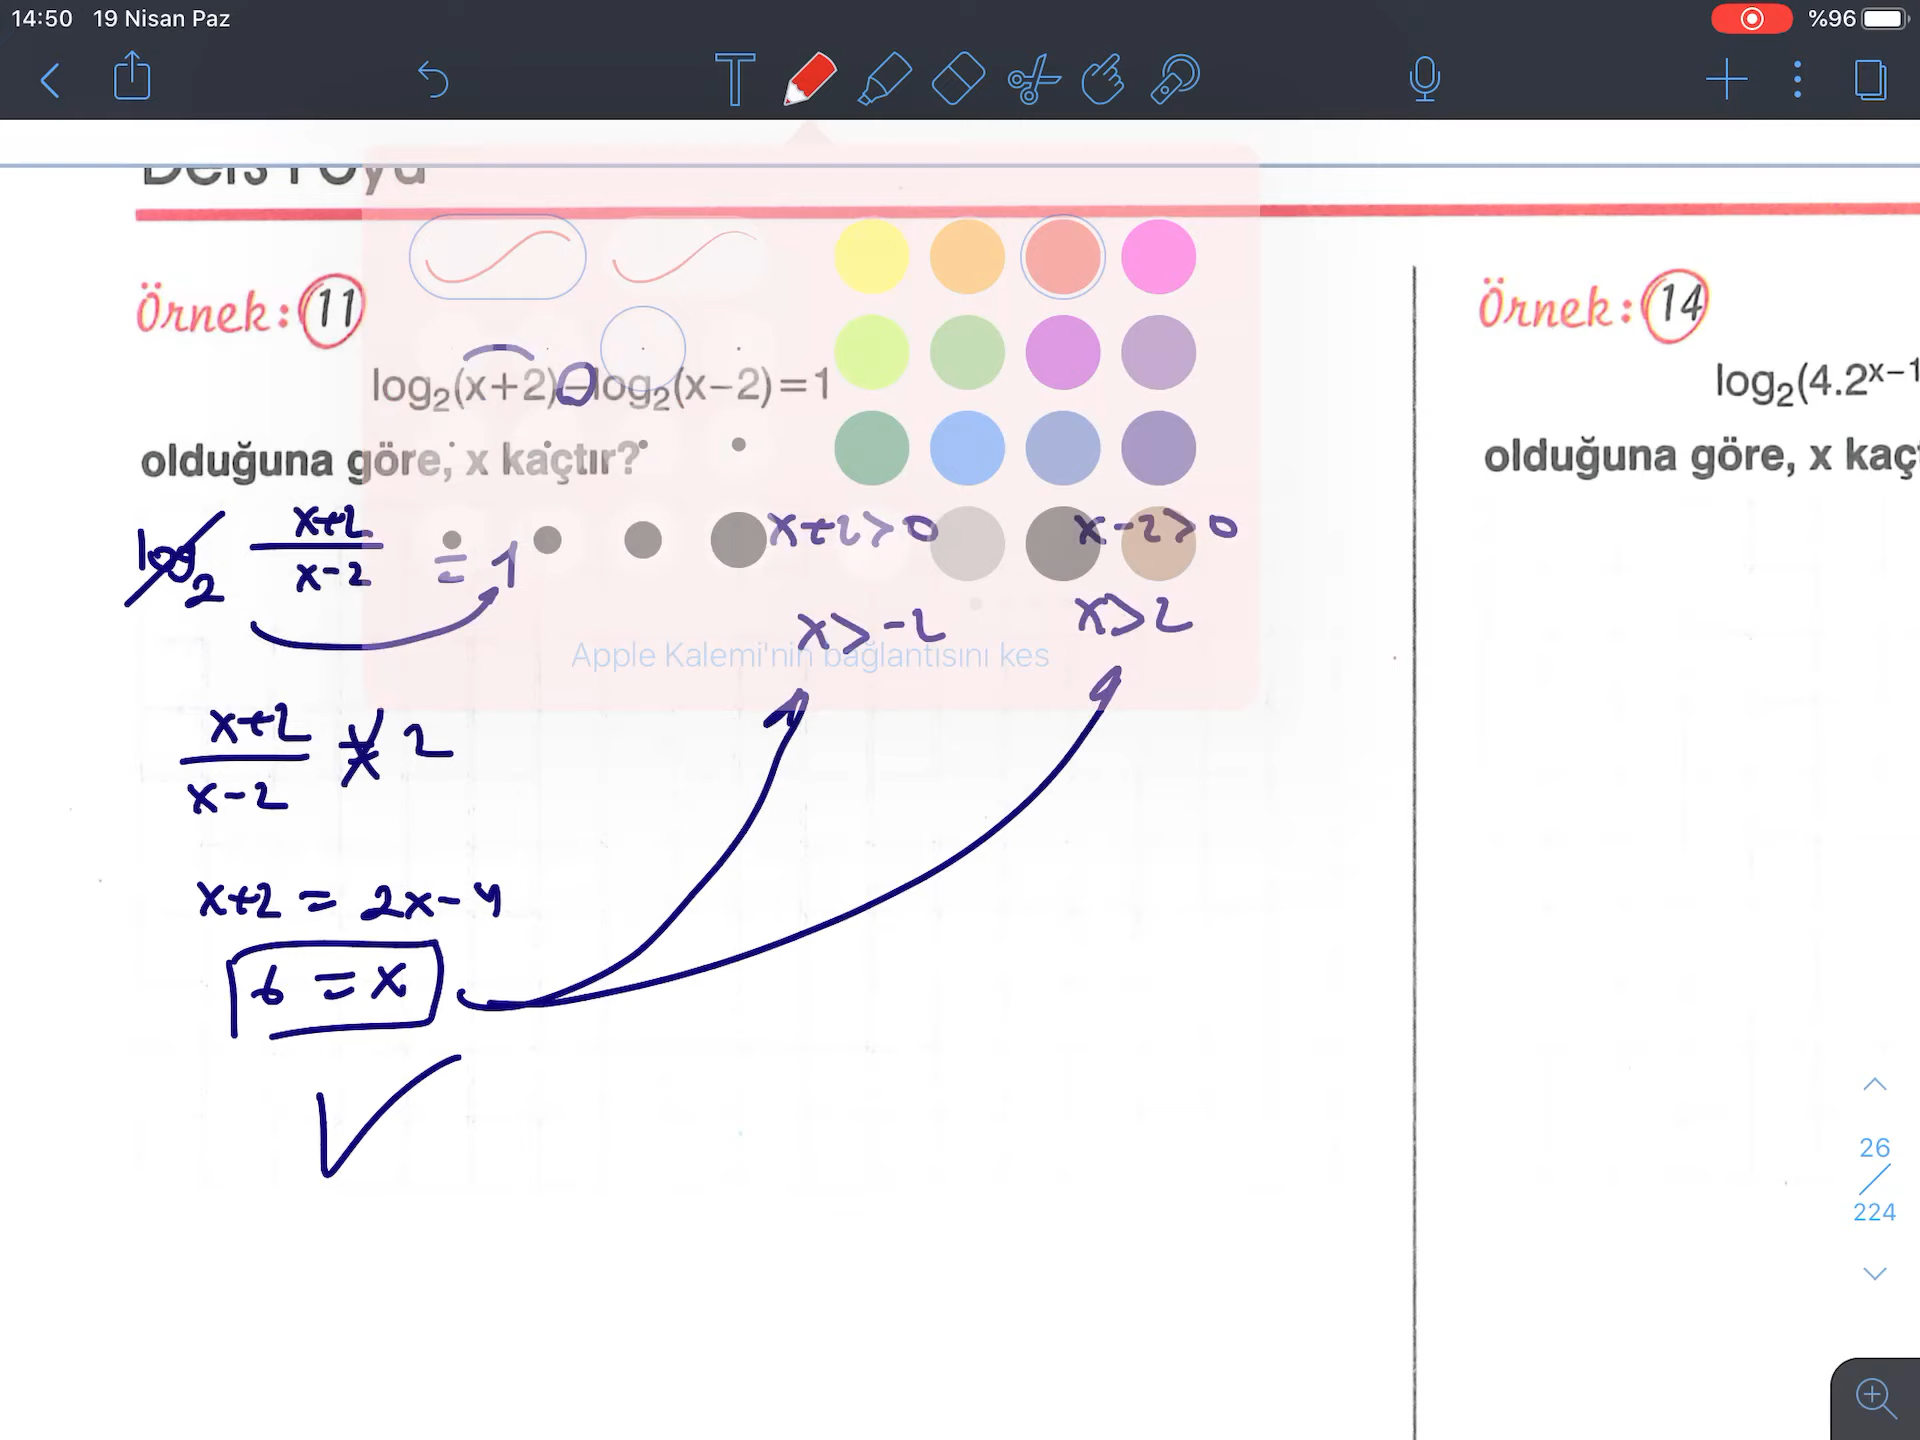 14:50 19 Nisan Paz %96
Ders Föyü
Örnek: 11
log₂(x+2)-log₂(x-2)=1
olduğuna göre, x kaçtır?
log₂ x+2/x-2 = 1
x+2>0 x-2>0
x>-2 x>2
Apple Kalemi'nin bağlantısını kes
x+2/x-2 = 2
x+2 = 2x-4
6 = x
Örnek: 14
log₂(4.2ˣ⁻¹
olduğuna göre, x kaç
26
/
224